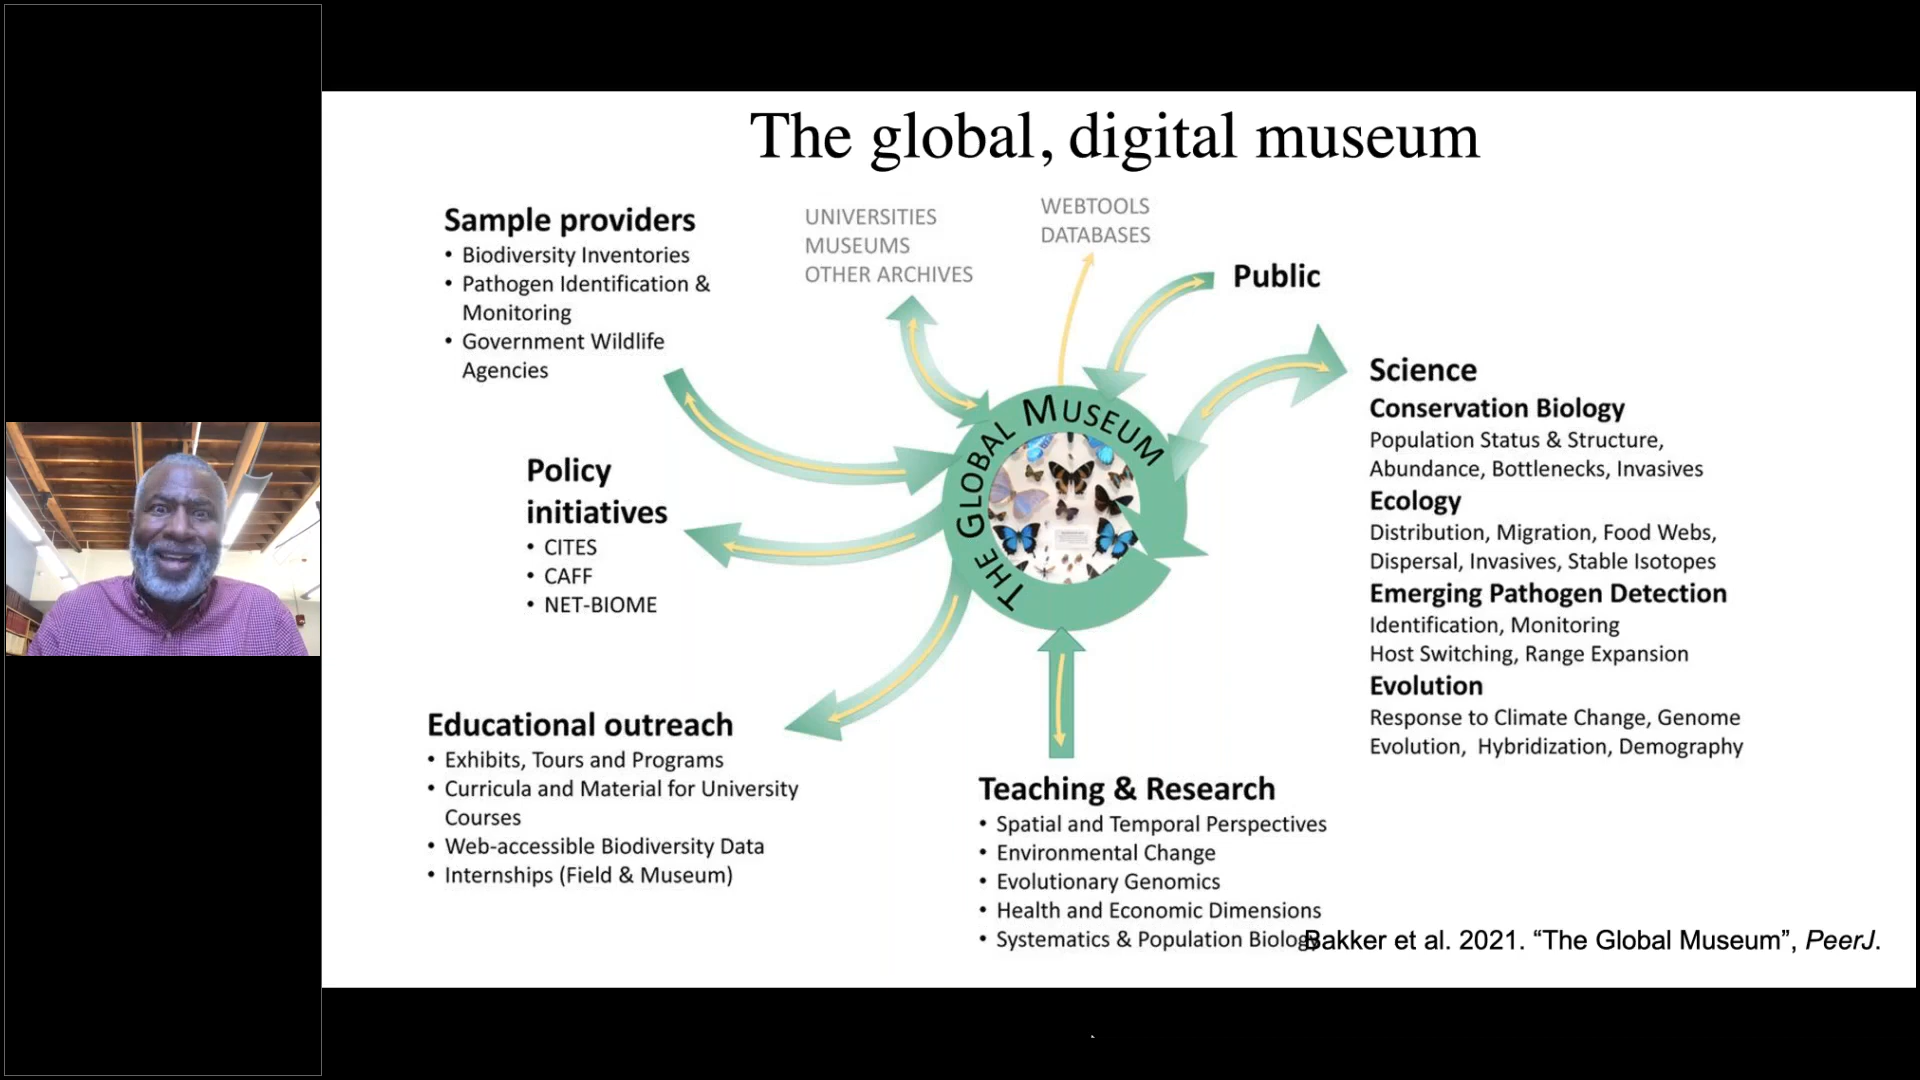 The global, digital museum
Sample providers
• Biodiversity Inventories
• Pathogen Identification &
Monitoring
• Government Wildlife
Agencies
UNIVERSITIES
MUSEUMS
OTHER ARCHIVES
WEBTOOLS
DATABASES
Public
Policy
initiatives
• CITES
• CAFF
• NET-BIOME
THE GLOBAL MUSEUM
Science
Conservation Biology
Population Status & Structure,
Abundance, Bottlenecks, Invasives
Ecology
Distribution, Migration, Food Webs,
Dispersal, Invasives, Stable Isotopes
Emerging Pathogen Detection
Identification, Monitoring
Host Switching, Range Expansion
Evolution
Response to Climate Change, Genome
Evolution, Hybridization, Demography
Educational outreach
• Exhibits, Tours and Programs
• Curricula and Material for University
Courses
• Web-accessible Biodiversity Data
• Internships (Field & Museum)
Teaching & Research
• Spatial and Temporal Perspectives
• Environmental Change
• Evolutionary Genomics
• Health and Economic Dimensions
• Systematics & Population Biology
Bakker et al. 2021. “The Global Museum”, PeerJ.